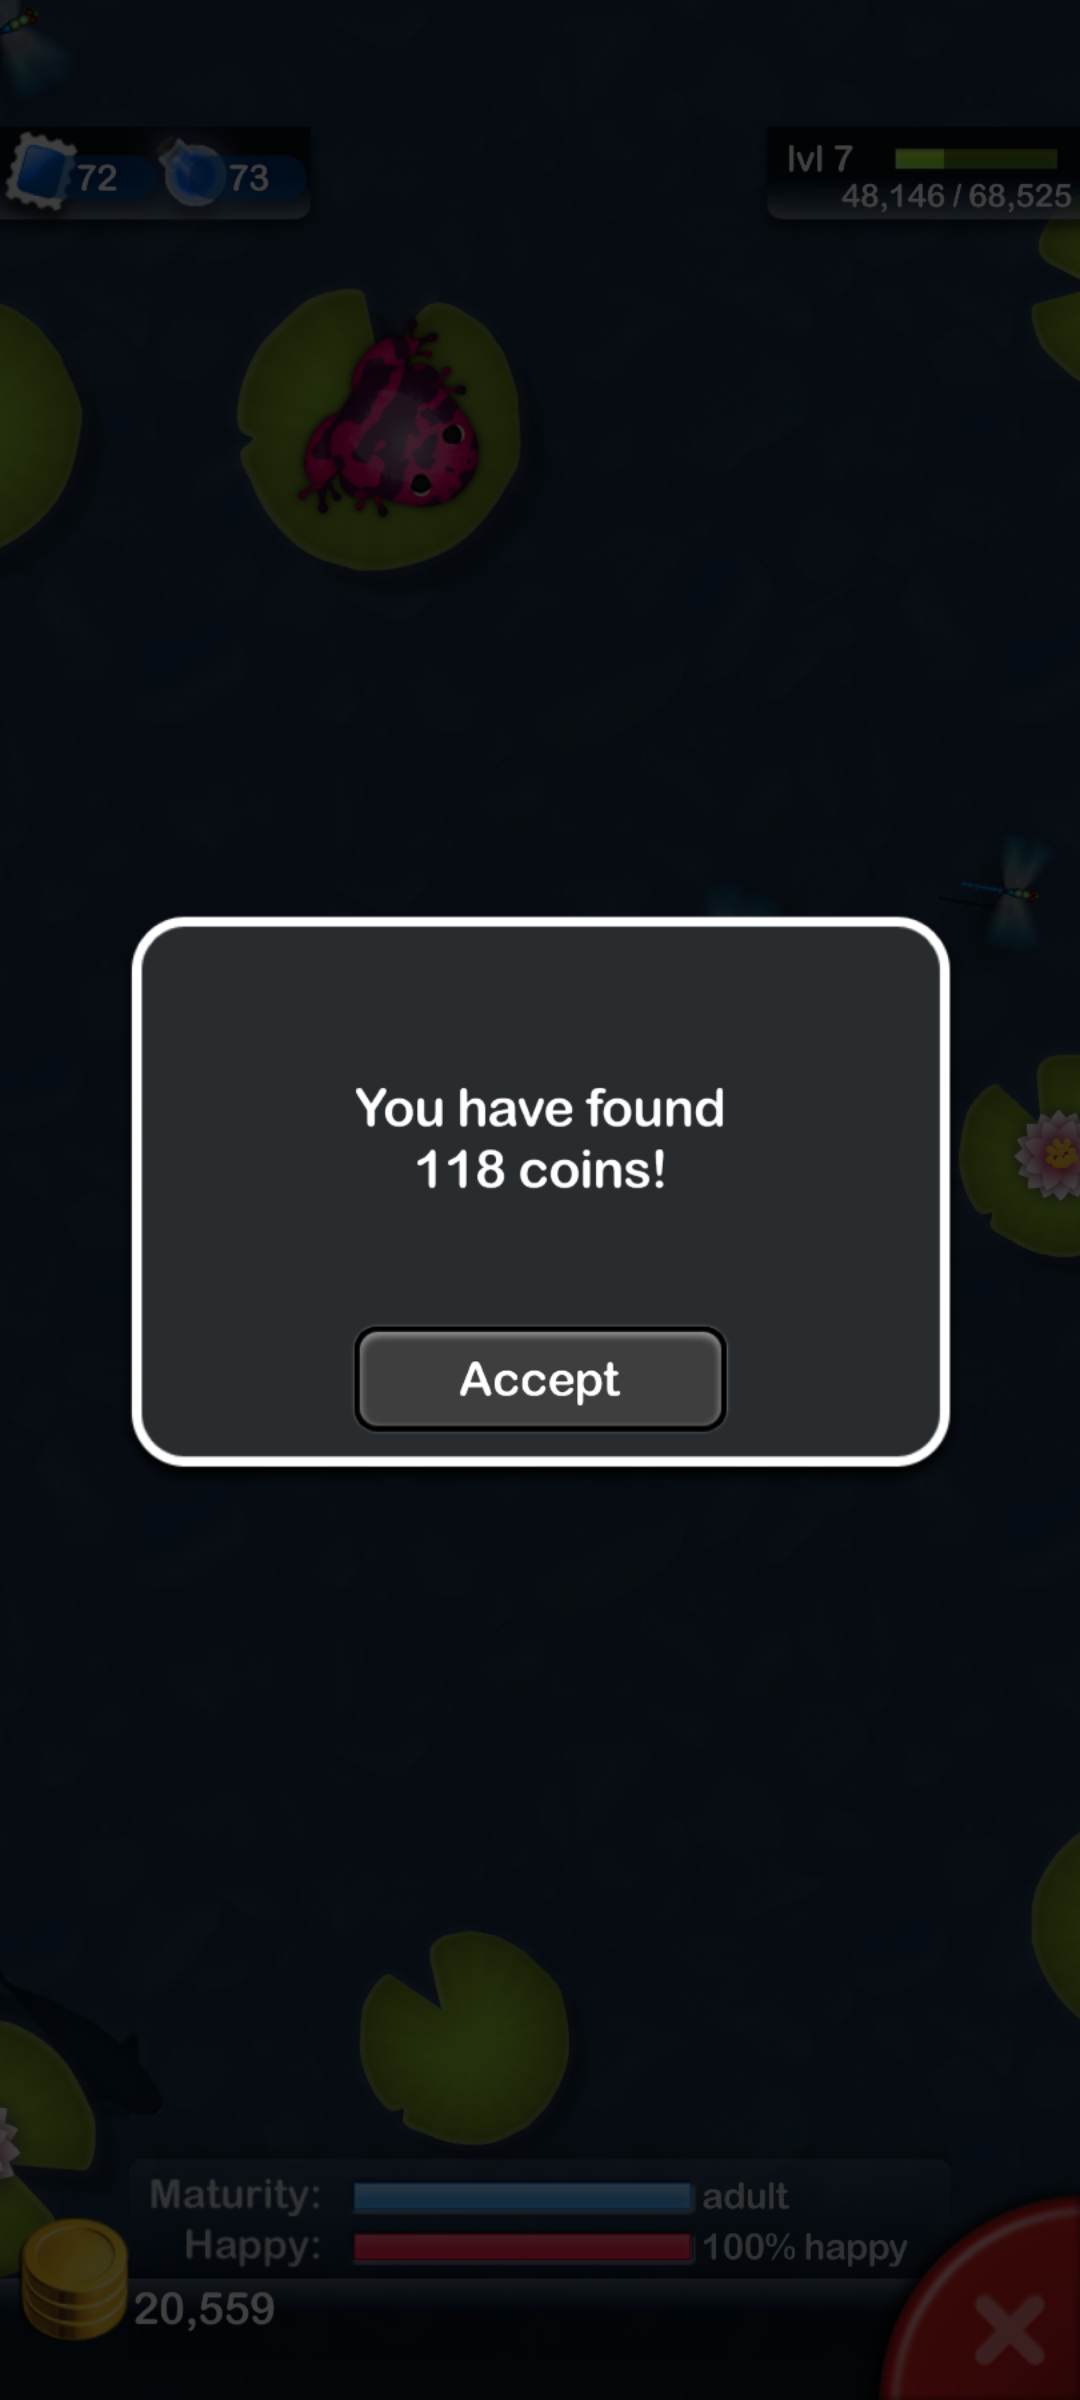 72
73
lvl 7
48,146 / 68,525
You have found
118 coins!
Accept
Maturity:
adult
Happy:
100% happy
20,559